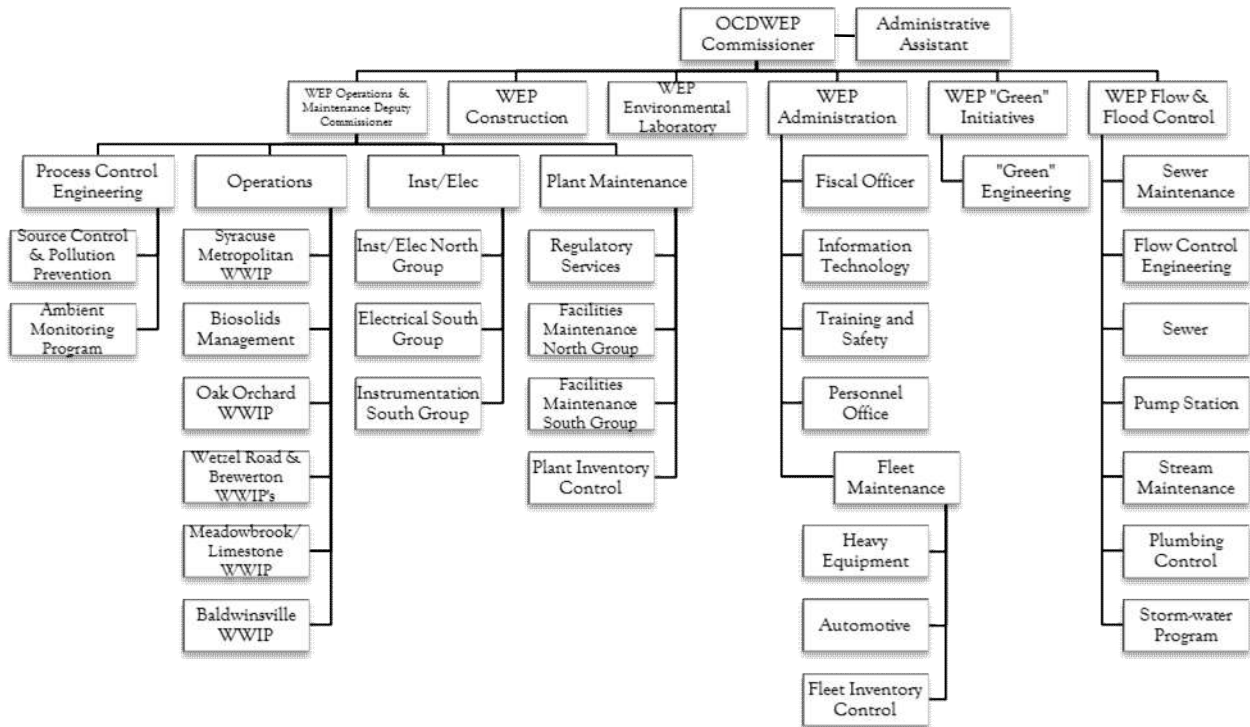 OCDWEP
Commissioner
Administrative
Assistant
WEP Operations &
Maintenance Deputy
Commissioner
WEP
Construction
WEP
Environmental
Laboratory
WEP
Administration
WEP "Green"
Initiatives
WEP Flow &
Flood Control
Process Control
Engineering
Source Control
& Pollution
Prevention
Ambient
Monitoring
Program
Operations
Syracuse
Metropolitan
WWIP
Biosolids
Management
Oak Orchard
WWIP
Wetzel Road &
Brewerton
WWIP's
Meadowbrook/
Limestone
WWIP
Baldwinsville
WWIP
Inst/Elec
Inst/Elec North
Group
Electrical South
Group
Instrumentation
South Group
Plant Maintenance
Regulatory
Services
Facilities
Maintenance
North Group
Facilities
Maintenance
South Group
Plant Inventory
Control
Fiscal Officer
Information
Technology
Training and
Safety
Personnel
Office
Fleet
Maintenance
Heavy
Equipment
Automotive
Fleet Inventory
Control
"Green"
Engineering
Sewer
Maintenance
Flow Control
Engineering
Sewer
Pump Station
Stream
Maintenance
Plumbing
Control
Storm-water
Program